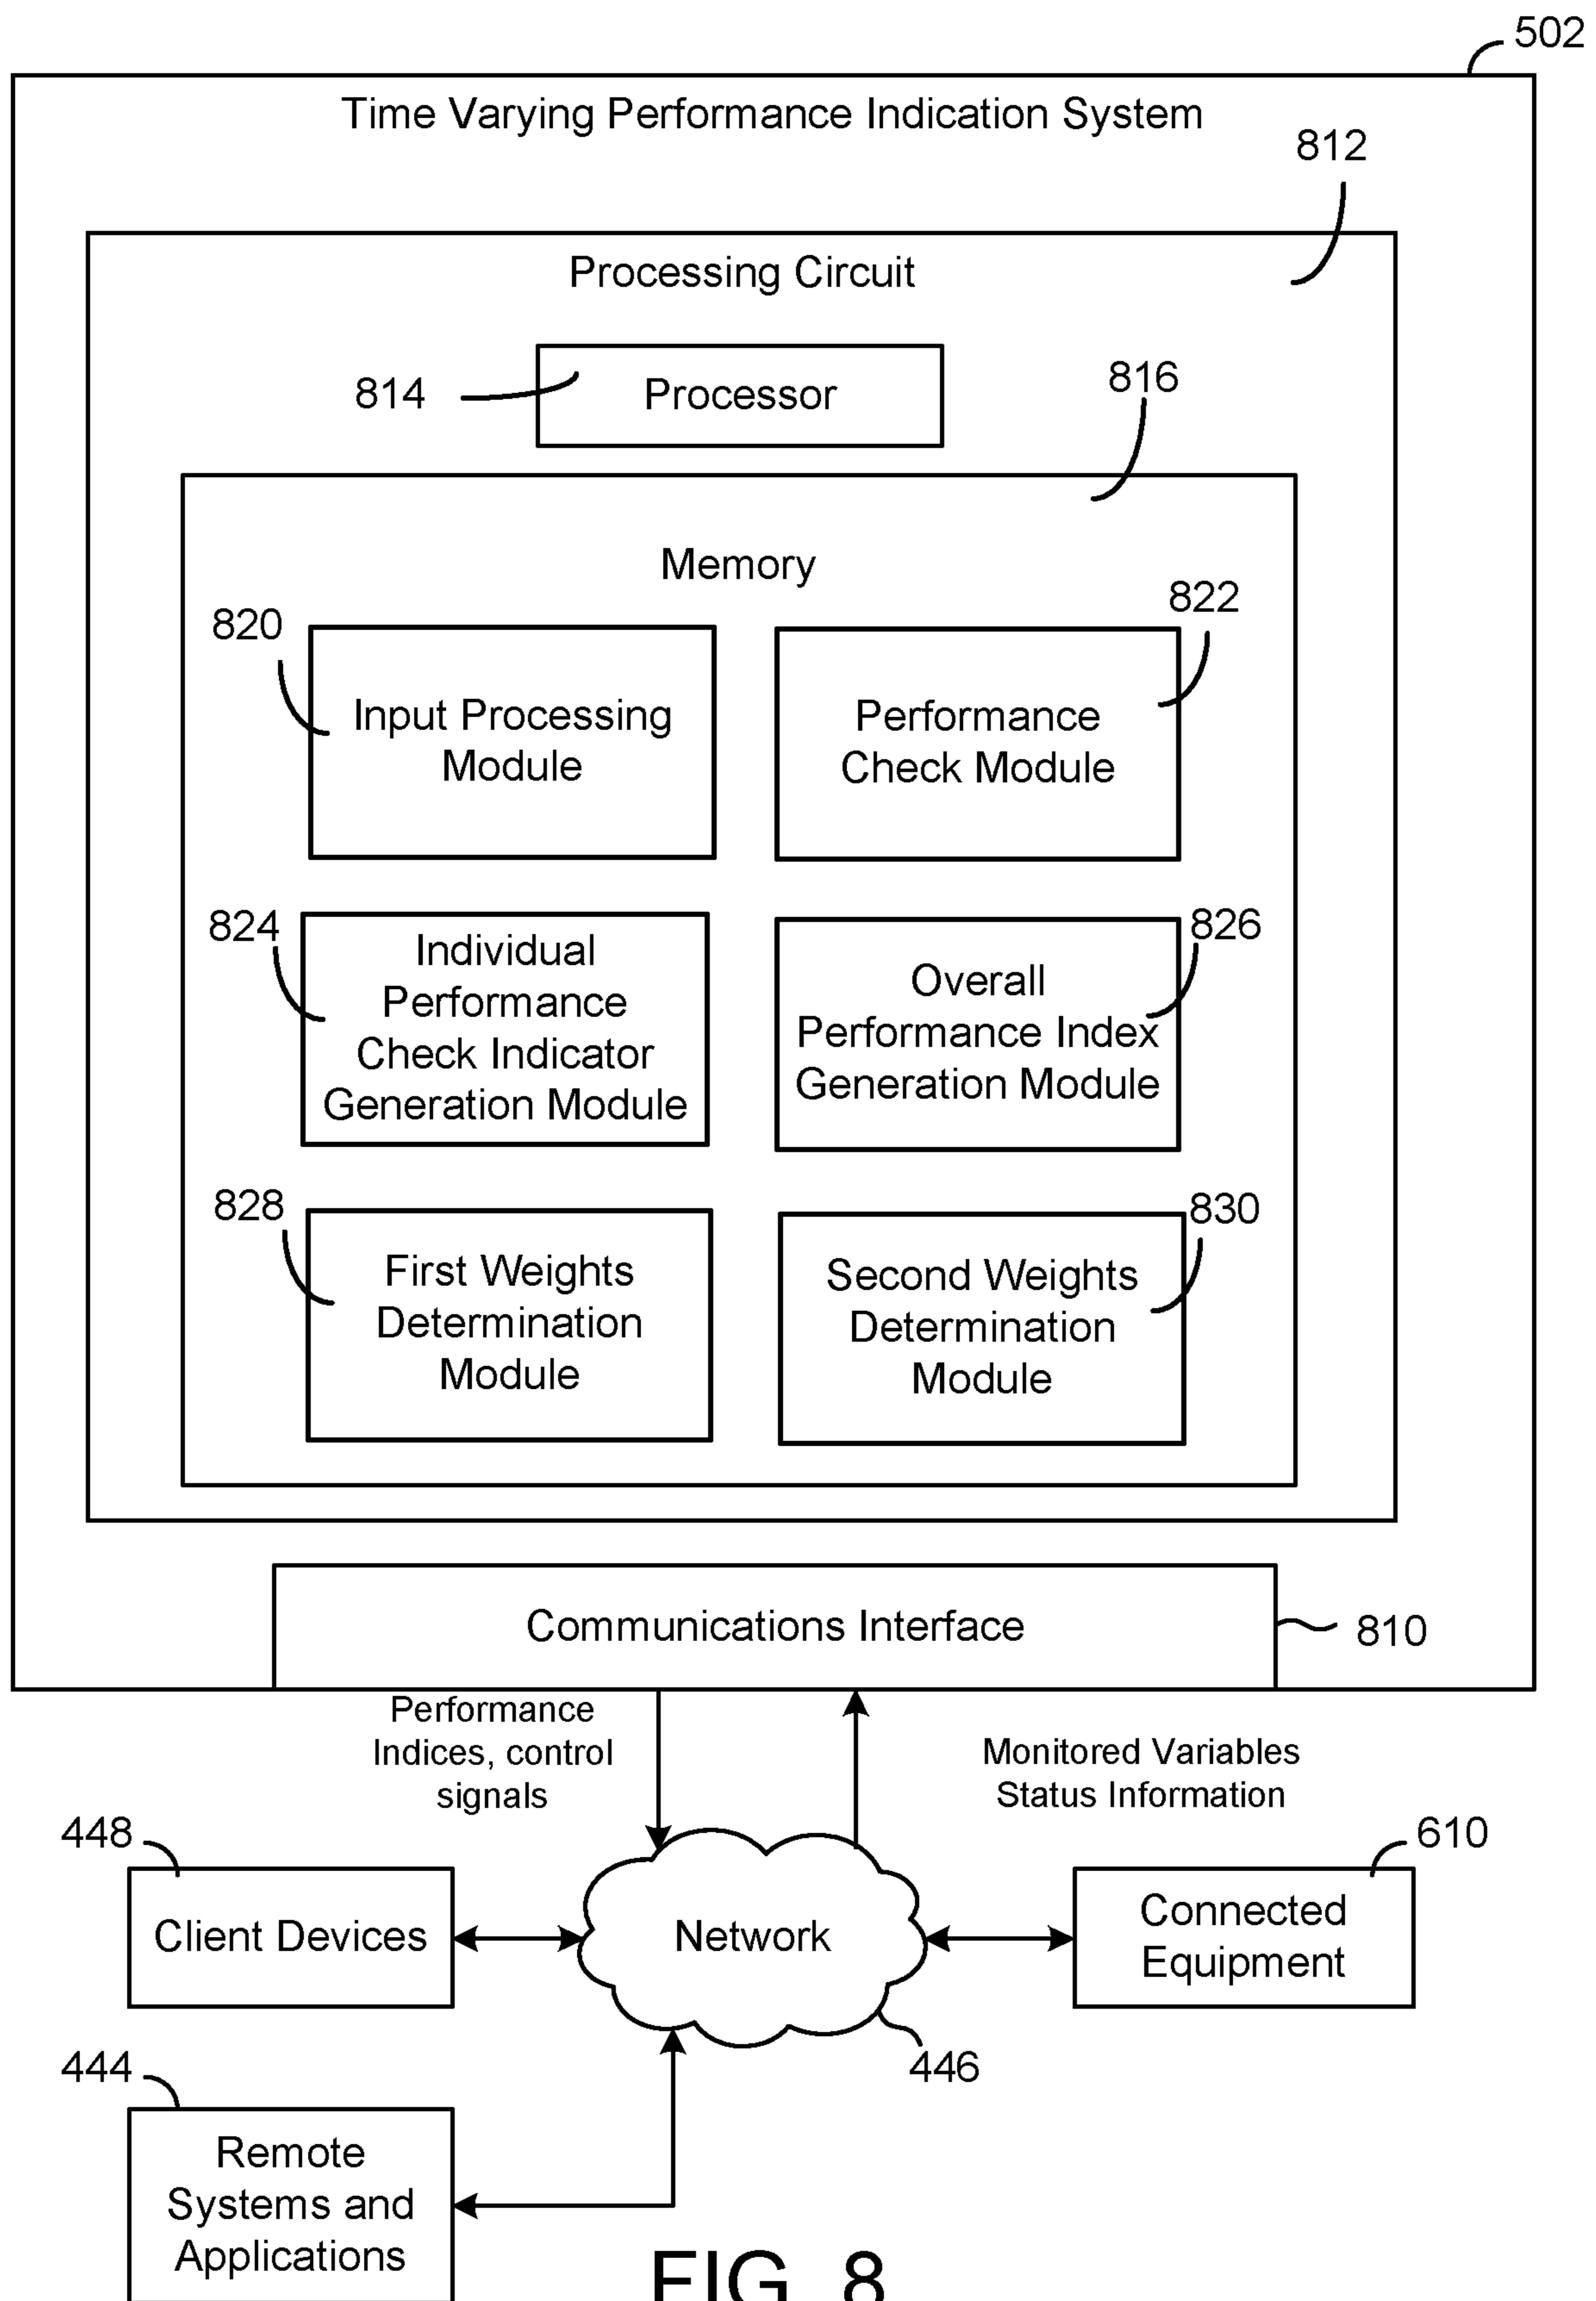 502
Time Varying Performance Indication System
812
Processing Circuit
814
Processor
816
Memory
820
Input Processing
Module
822
Performance
Check Module
824
Individual
Performance
Check Indicator
Generation Module
826
Overall
Performance Index
Generation Module
828
First Weights
Determination
Module
830
Second Weights
Determination
Module
Communications Interface
810
Performance
Indices, control
signals
Monitored Variables
Status Information
448
Client Devices
Network
446
610
Connected
Equipment
444
Remote
Systems and
Applications
FIG. 8